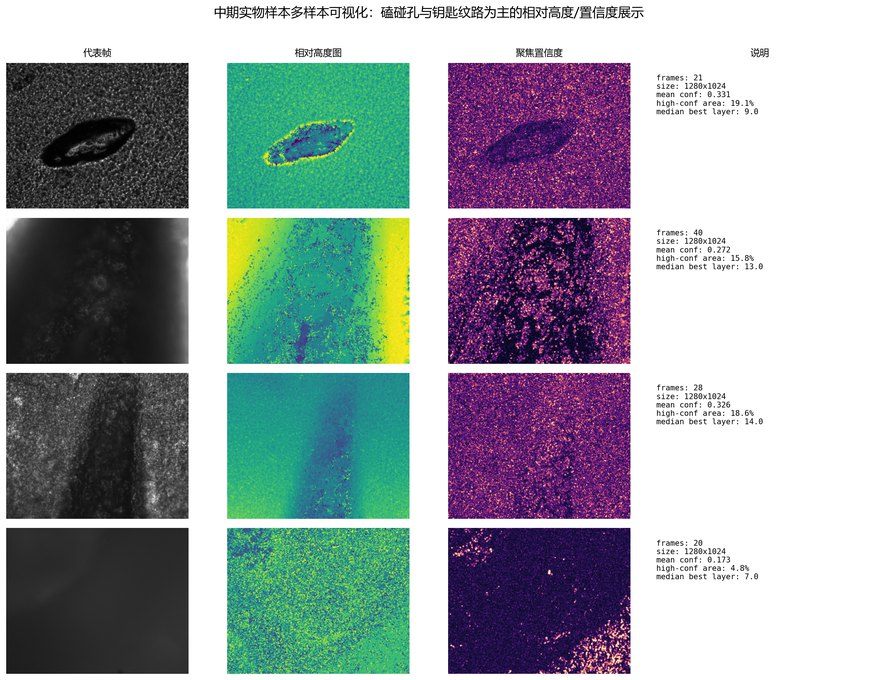 中期实物样本多样本可视化：磕碰孔与钥匙纹路为主的相对高度/置信度展示
代表帧
相对高度图
聚焦置信度
说明
frames: 21
size: 1280x1024
mean conf: 0.331
high-conf area: 19.1%
median best layer: 9.0
frames: 40
size: 1280x1024
mean conf: 0.272
high-conf area: 15.8%
median best layer: 13.0
frames: 28
size: 1280x1024
mean conf: 0.326
high-conf area: 18.6%
median best layer: 14.0
frames: 20
size: 1280x1024
mean conf: 0.173
high-conf area: 4.8%
median best layer: 7.0